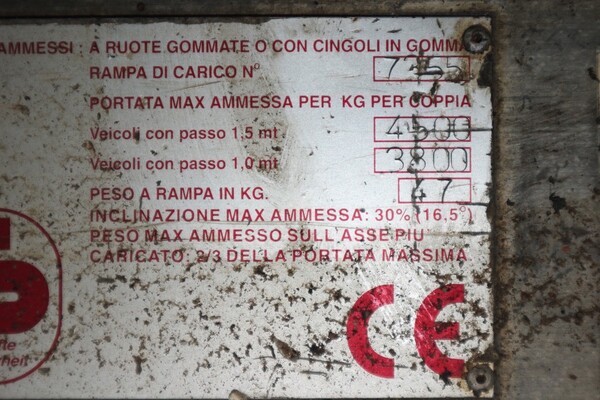 AMMESSI : A RUOTE GOMMATE O CON CINGOLI IN GOMMA
RAMPA DI CARICO N°
PORTATA MAX AMMESSA PER KG PER COPPIA
Veicoli con passo 1,5 mt 4500
Veicoli con passo 1,0 mt 3800
PESO A RAMPA IN KG. 47
INCLINAZIONE MAX AMMESSA: 30% (16,5°)
PESO MAX AMMESSO SULL'ASSE PIU'
CARICATO: 2/3 DELLA PORTATA MASSIMA
CE